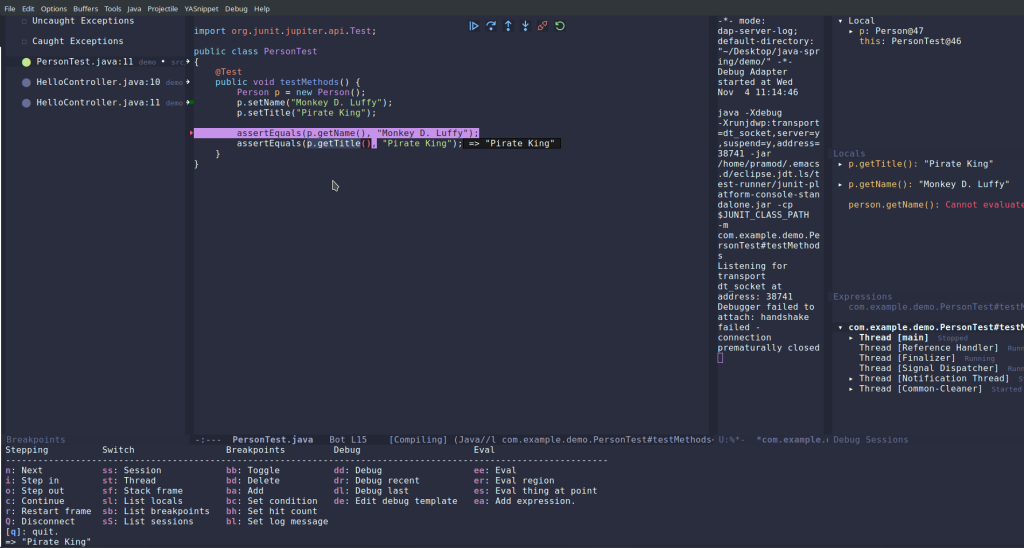 File Edit Options Buffers Tools Java Projectile YASnippet Debug Help
Uncaught Exceptions
Caught Exceptions
PersonTest.java:11 demo • src
HelloController.java:10 demo
HelloController.java:11 demo
Breakpoints
import org.junit.jupiter.api.Test;
public class PersonTest
{
@Test
public void testMethods() {
Person p = new Person();
p.setName("Monkey D. Luffy");
p.setTitle("Pirate King");
assertEquals(p.getName(), "Monkey D. Luffy");
assertEquals(p.getTitle(), "Pirate King"); => "Pirate King"
}
}
-:--- PersonTest.java Bot L15 [Compiling] (Java//l com.example.demo.PersonTest#testMethods
-*- mode:
dap-server-log;
default-directory:
"~/Desktop/java-spr
ing/demo/" -*-
Debug Adapter
started at Wed
Nov 4 11:14:46
java -Xdebug
-Xrunjdwp:transport
=dt_socket,server=y
,suspend=y,address=
38741 -jar
/home/pramod/.emacs
.d/eclipse.jdt.ls/t
est-runner/junit-pl
atform-console-stan
dalone.jar -cp
$JUNIT_CLASS_PATH
-m
com.example.demo.Pe
rsonTest#testMethod
s
Listening for
transport
dt_socket at
address: 38741
Debugger failed to
attach: handshake
failed -
connection
prematurally closed
U:%*- *com.example.
▾ Local
▸ p: Person@47
this: PersonTest@46
Locals
▸ p.getTitle(): "Pirate King"
▸ p.getName(): "Monkey D. Luffy"
person.getName(): Cannot evaluate
Expressions
com.example.demo.PersonTest#testM
▾ com.example.demo.PersonTest#testM
▸ Thread [main] Stopped
Thread [Reference Handler] Runn
Thread [Finalizer] Running
Thread [Signal Dispatcher] Runn
▸ Thread [Notification Thread] S
▸ Thread [Common-Cleaner] Started
Debug Sessions
Stepping Switch Breakpoints Debug Eval
n: Next ss: Session bb: Toggle dd: Debug ee: Eval
i: Step in st: Thread bd: Delete dr: Debug recent er: Eval region
o: Step out sf: Stack frame ba: Add dl: Debug last es: Eval thing at point
c: Continue sl: List locals bc: Set condition de: Edit debug template ea: Add expression.
r: Restart frame sb: List breakpoints bh: Set hit count
Q: Disconnect sS: List sessions bl: Set log message
[q]: quit.
=> "Pirate King"